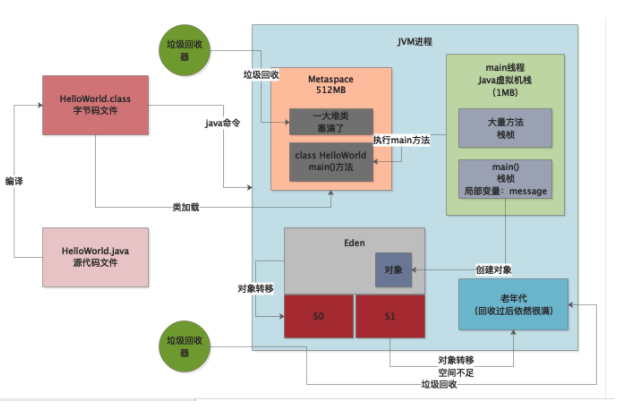 JVM进程
垃圾回收
器
垃圾回收
Metaspace
512MB
一大堆类
塞满了
class HelloWorld
main()方法
main线程
Java虚拟机栈
（1MB）
大量方法
栈帧
main()
栈帧
局部变量：message
执行main方法
HelloWorld.class
字节码文件
java命令
编译
类加载
HelloWorld.java
源代码文件
Eden
对象
创建对象
对象转移
S0
S1
老年代
（回收过后依然很满）
垃圾回收
器
对象转移
空间不足
垃圾回收